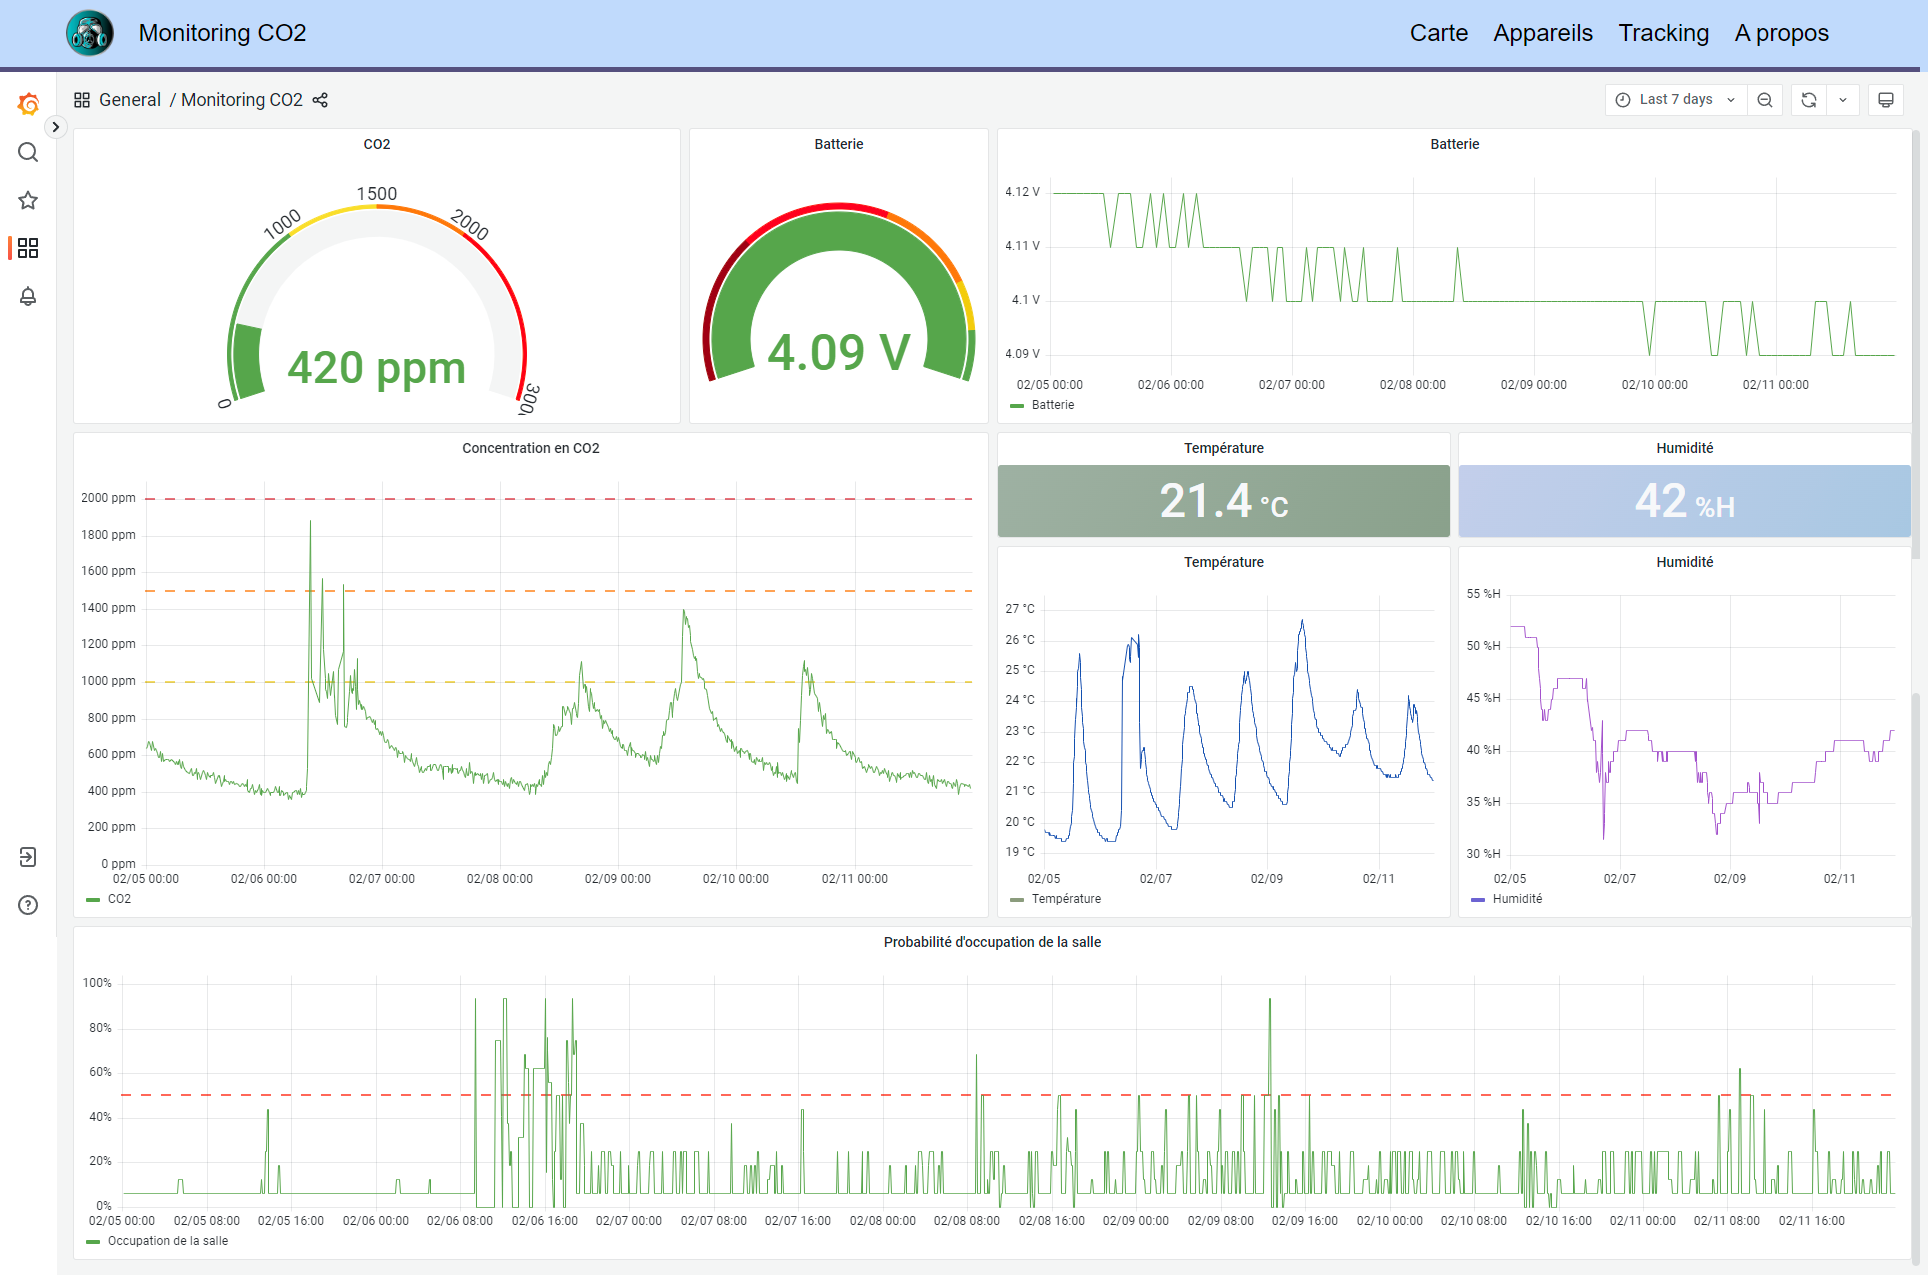 Monitoring CO2
Carte Appareils Tracking A propos
General / Monitoring CO2
Last 7 days
CO2
0
1000
1500
2000
420 ppm
Batterie
4.09 V
Batterie
4.12 V
4.11 V
4.1 V
4.09 V
02/05 00:00 02/06 00:00 02/07 00:00 02/08 00:00 02/09 00:00 02/10 00:00 02/11 00:00
Batterie
Concentration en CO2
2000 ppm
1800 ppm
1600 ppm
1400 ppm
1200 ppm
1000 ppm
800 ppm
600 ppm
400 ppm
200 ppm
0 ppm
02/05 00:00 02/06 00:00 02/07 00:00 02/08 00:00 02/09 00:00 02/10 00:00 02/11 00:00
CO2
Température
21.4 °C
Humidité
42 %H
Température
27 °C
26 °C
25 °C
24 °C
23 °C
22 °C
21 °C
20 °C
19 °C
02/05 02/07 02/09 02/11
Température
Humidité
55 %H
50 %H
45 %H
40 %H
35 %H
30 %H
02/05 02/07 02/09 02/11
Humidité
Probabilité d'occupation de la salle
100%
80%
60%
40%
20%
0%
02/05 00:00 02/05 08:00 02/05 16:00 02/06 00:00 02/06 08:00 02/06 16:00 02/07 00:00 02/07 08:00 02/07 16:00 02/08 00:00 02/08 08:00 02/08 16:00 02/09 00:00 02/09 08:00 02/09 16:00 02/10 00:00 02/10 08:00 02/10 16:00 02/11 00:00 02/11 08:00 02/11 16:00
Occupation de la salle